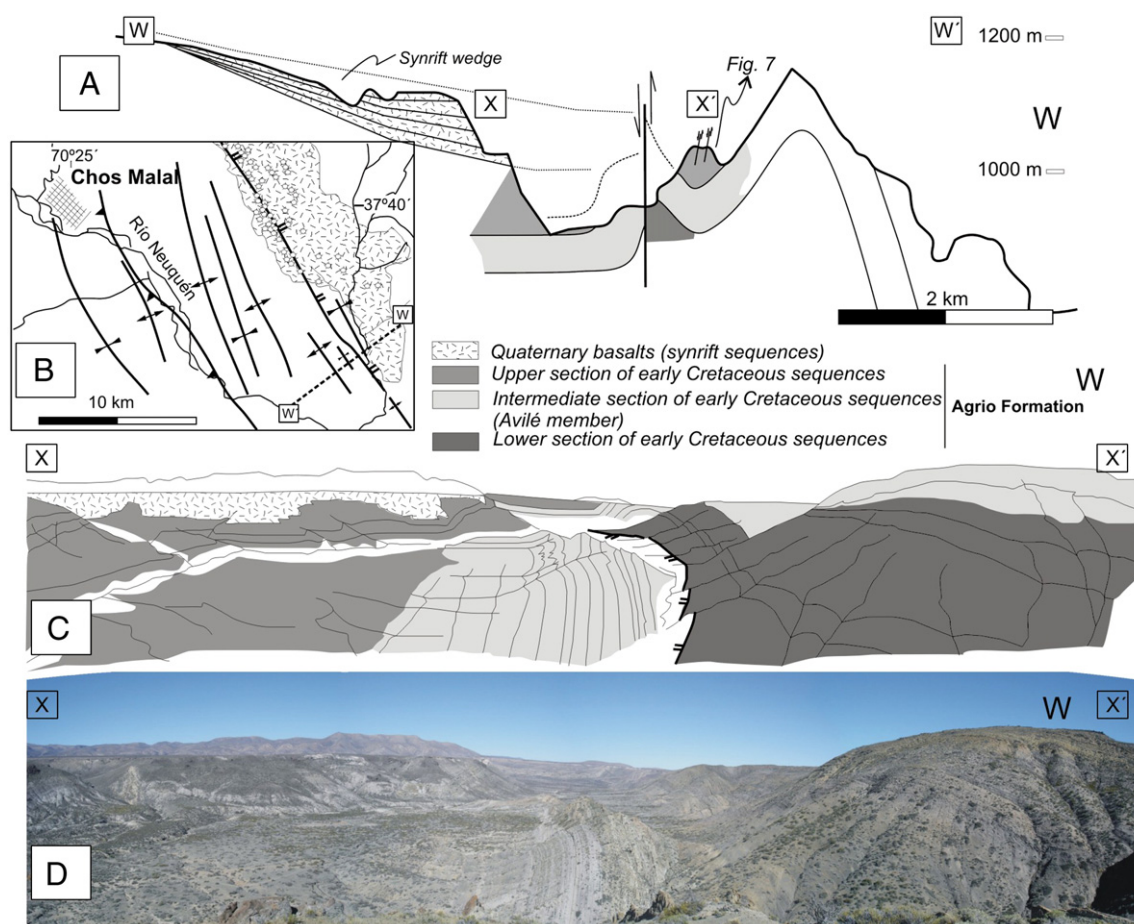 W
W´
1200 m
A
Synrift wedge
Fig. 7
X
X´
W
1000 m
70º25´
Chos Malal
37º40´
Río Neuquén
W
B
W
10 km
2 km
Quaternary basalts (synrift sequences)
Upper section of early Cretaceous sequences
Intermediate section of early Cretaceous sequences
(Avilé member)
Lower section of early Cretaceous sequences
W
Agrio Formation
X
X´
C
X
W
X´
D